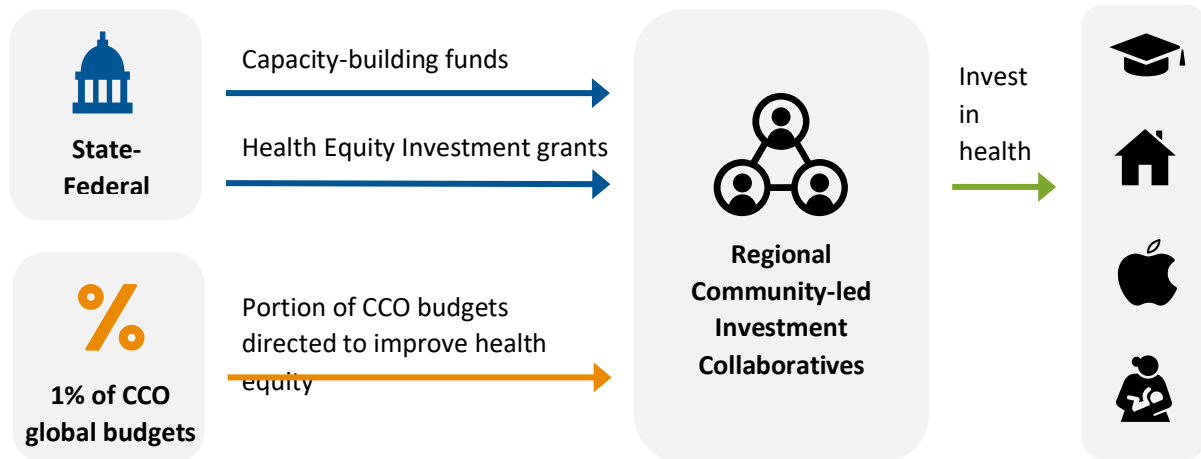 State-
Federal
Capacity-building funds
Health Equity Investment grants
%
1% of CCO
global budgets
Portion of CCO budgets
directed to improve health
equity
Regional
Community-led
Investment
Collaboratives
Invest
in
health